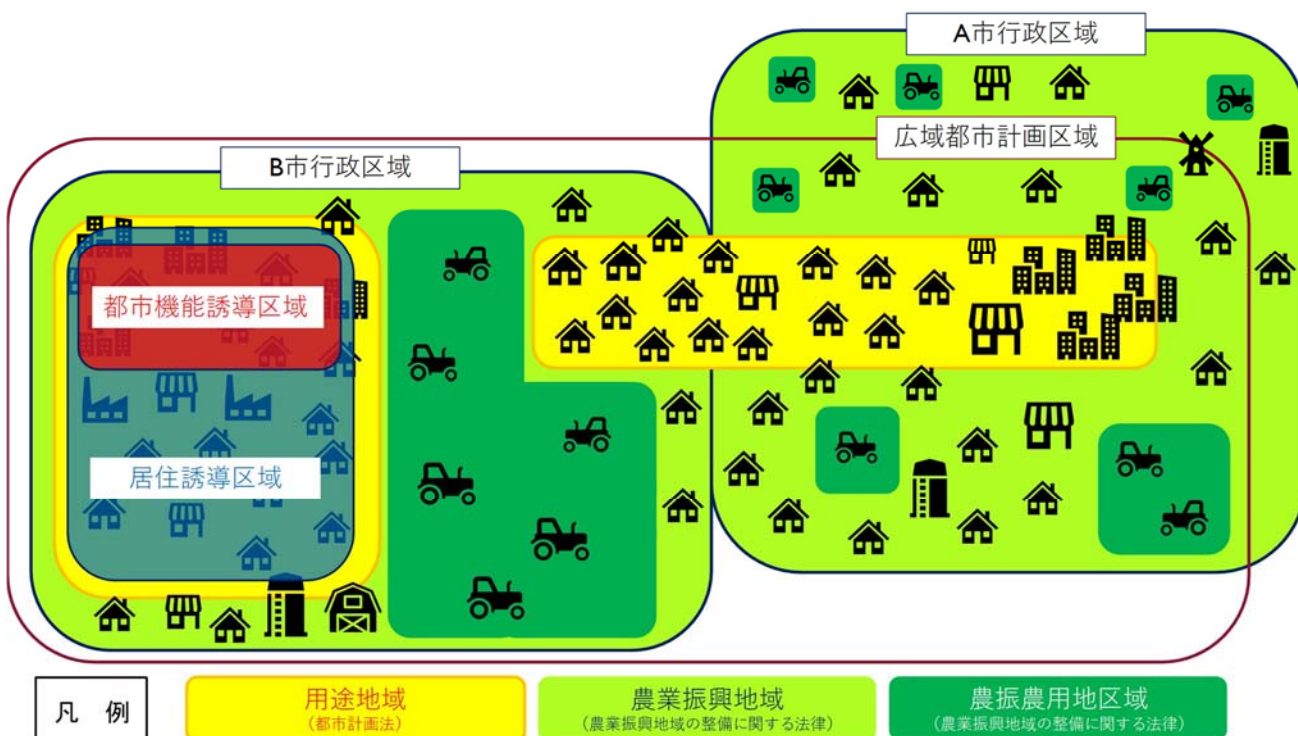 A市行政区域
広域都市計画区域
B市行政区域
都市機能誘導区域
居住誘導区域
凡 例
用途地域
(都市計画法)
農業振興地域
(農業振興地域の整備に関する法律)
農振農用地区域
(農業振興地域の整備に関する法律)